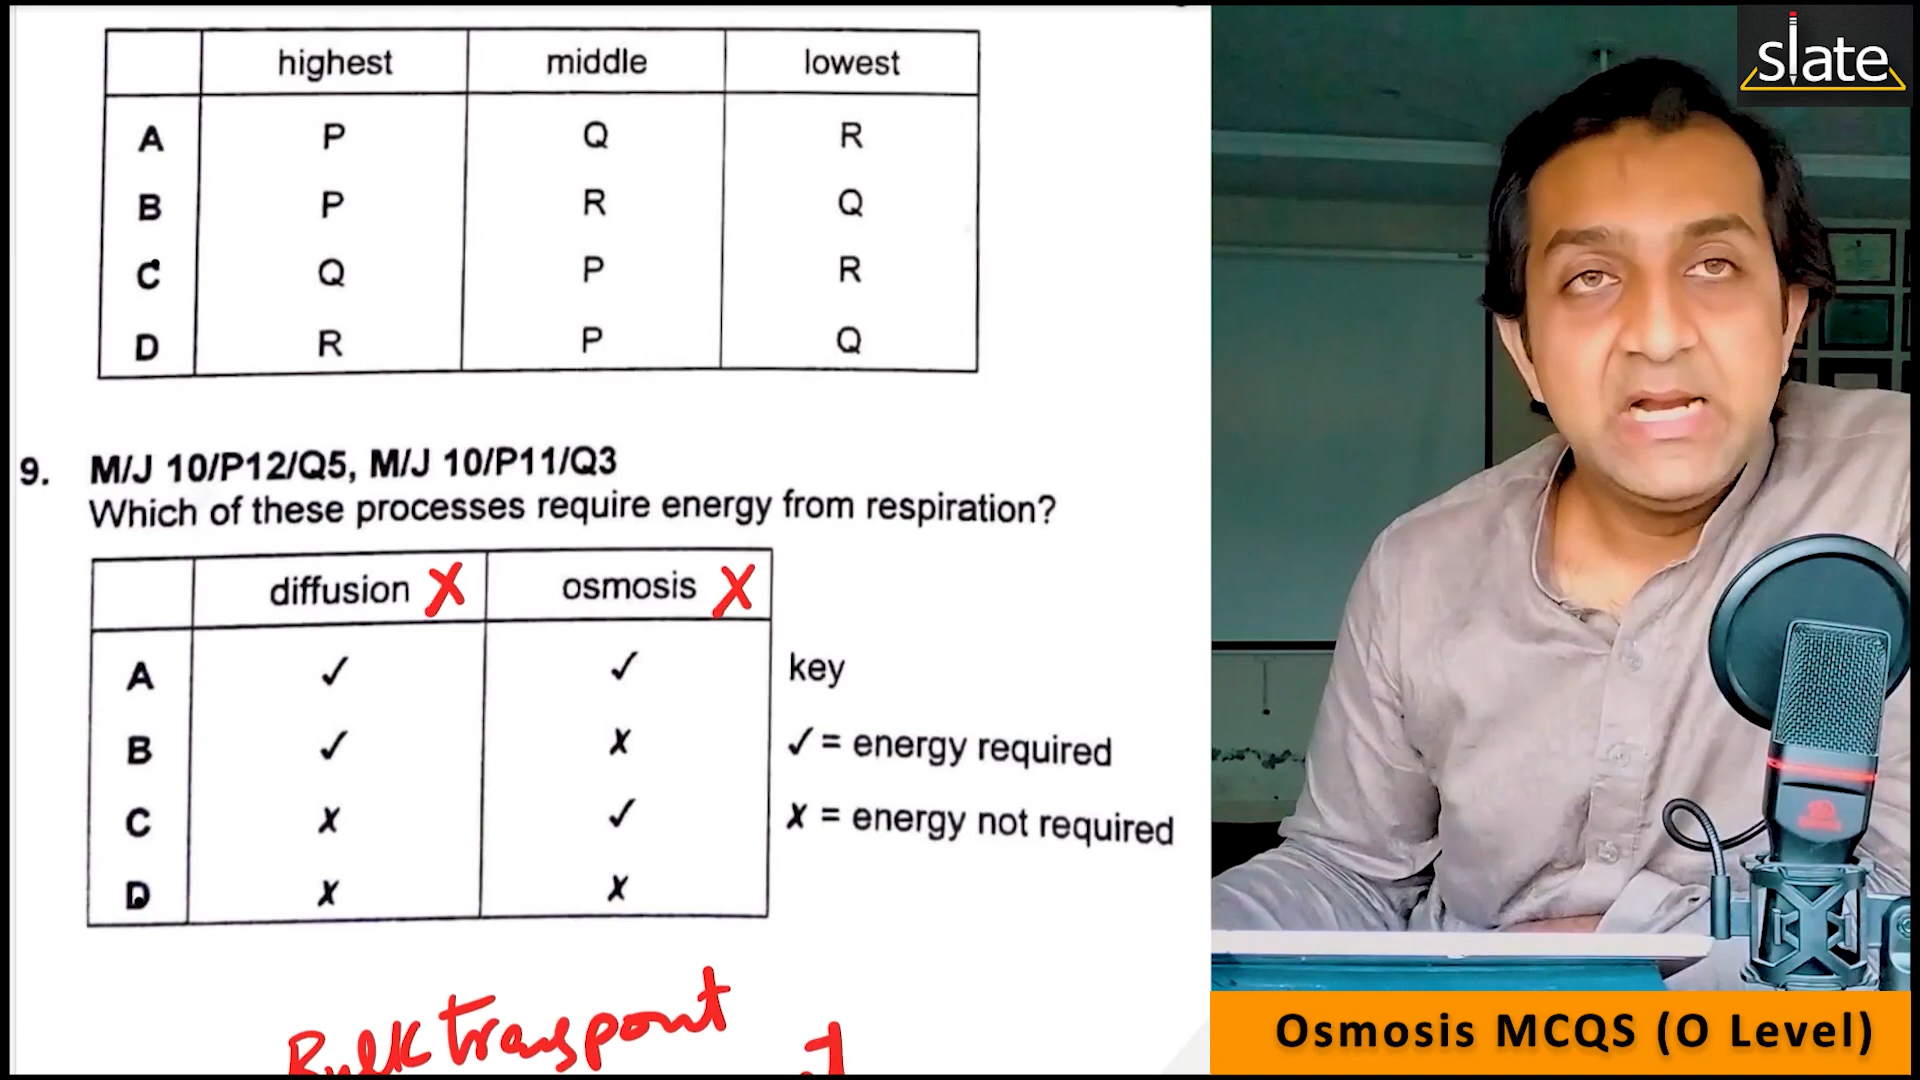 slate
highest middle lowest
A P Q R
B P R Q
C Q P R
D R P Q
9. M/J 10/P12/Q5, M/J 10/P11/Q3
Which of these processes require energy from respiration?
diffusion X osmosis X
A ✓ ✓ key
B ✓ X ✓ = energy required
C X ✓ X = energy not required
D X X
Bulk transport
Osmosis MCQS (O Level)